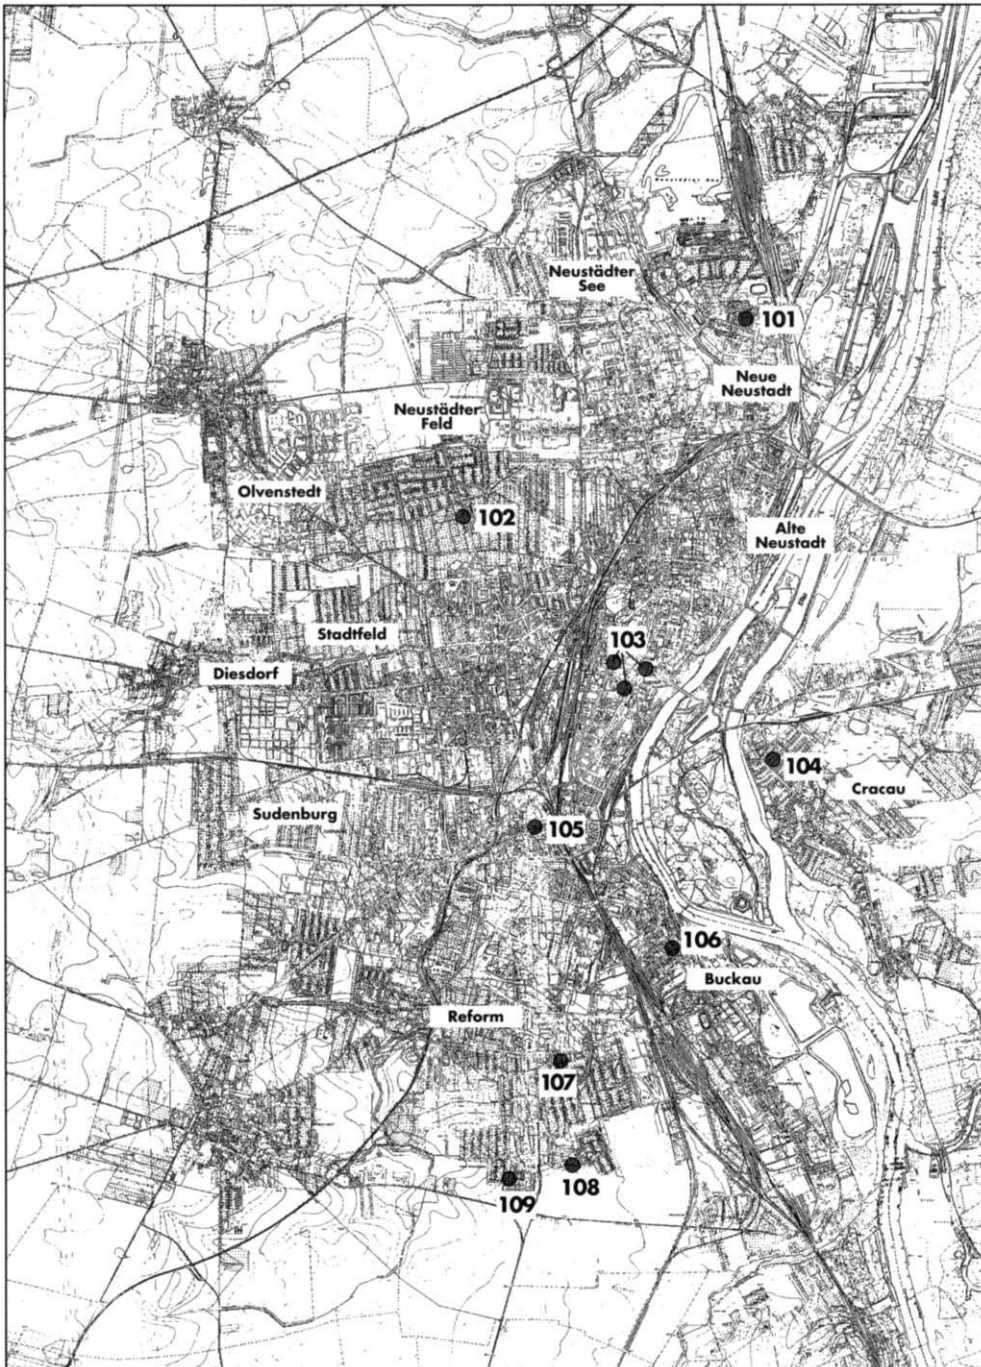 Neustädter
See
101
Neue
Neustadt
Neustädter
Feld
Olvenstedt
102
Alte
Neustadt
Stadtfeld
103
Diesdorf
104
Cracau
Sudenburg
105
106
Buckau
Reform
107
108
109